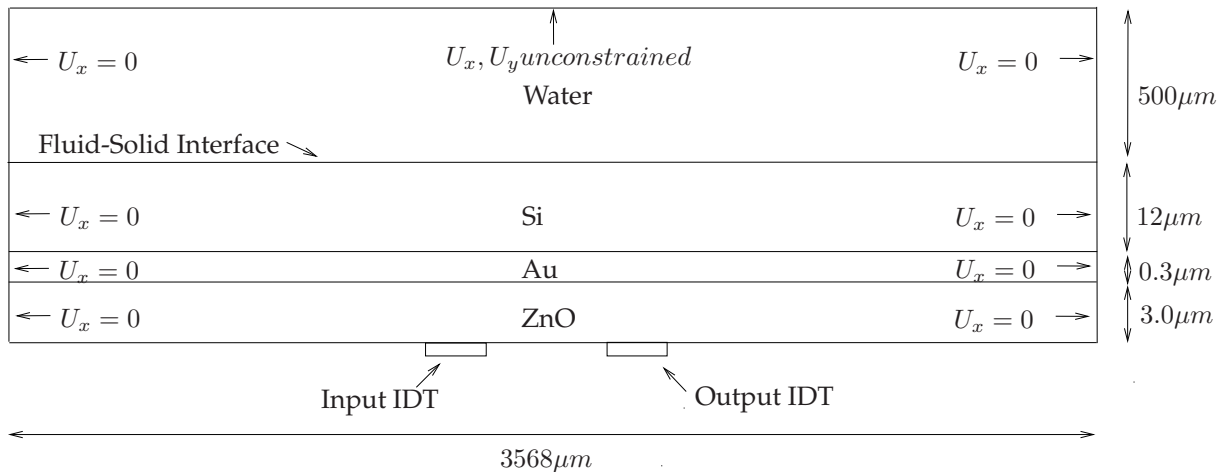 U_x = 0
U_x, U_y unconstrained
U_x = 0
Water
500μm
Fluid-Solid Interface
U_x = 0
Si
U_x = 0
12μm
U_x = 0
Au
U_x = 0
0.3μm
U_x = 0
ZnO
U_x = 0
3.0μm
Input IDT
Output IDT
3568μm